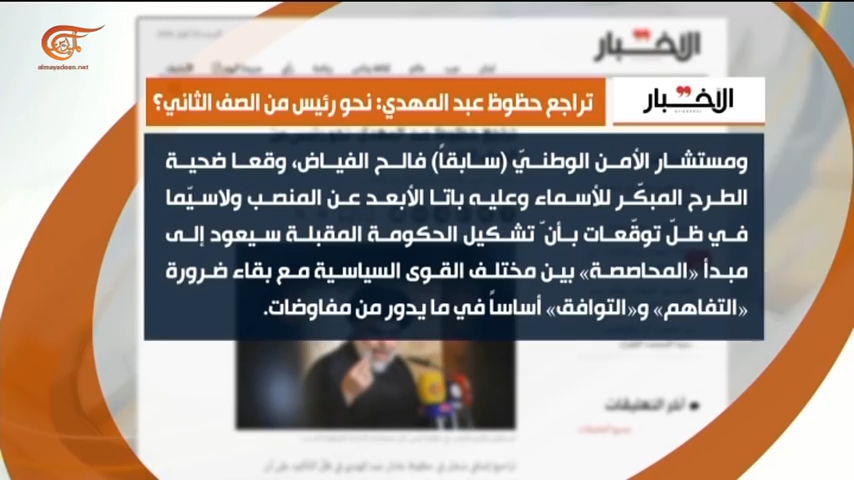 الميادين
almayadeen.net
الأخبار
الأخبار
تراجع حظوظ عبد المهدي: نحو رئيس من الصف الثاني؟
ومستشار الأمن الوطنيّ (سابقاً) فالح الفياض، وقعا ضحية
الطرح المبكّر للأسماء وعليه باتا الأبعد عن المنصب ولاسيّما
في ظلّ توقّعات بأنّ تشكيل الحكومة المقبلة سيعود إلى
مبدأ «المحاصصة» بين مختلف القوى السياسية مع بقاء ضرورة
«التفاهم» و«التوافق» أساساً في ما يدور من مفاوضات.
آخر التعليقات